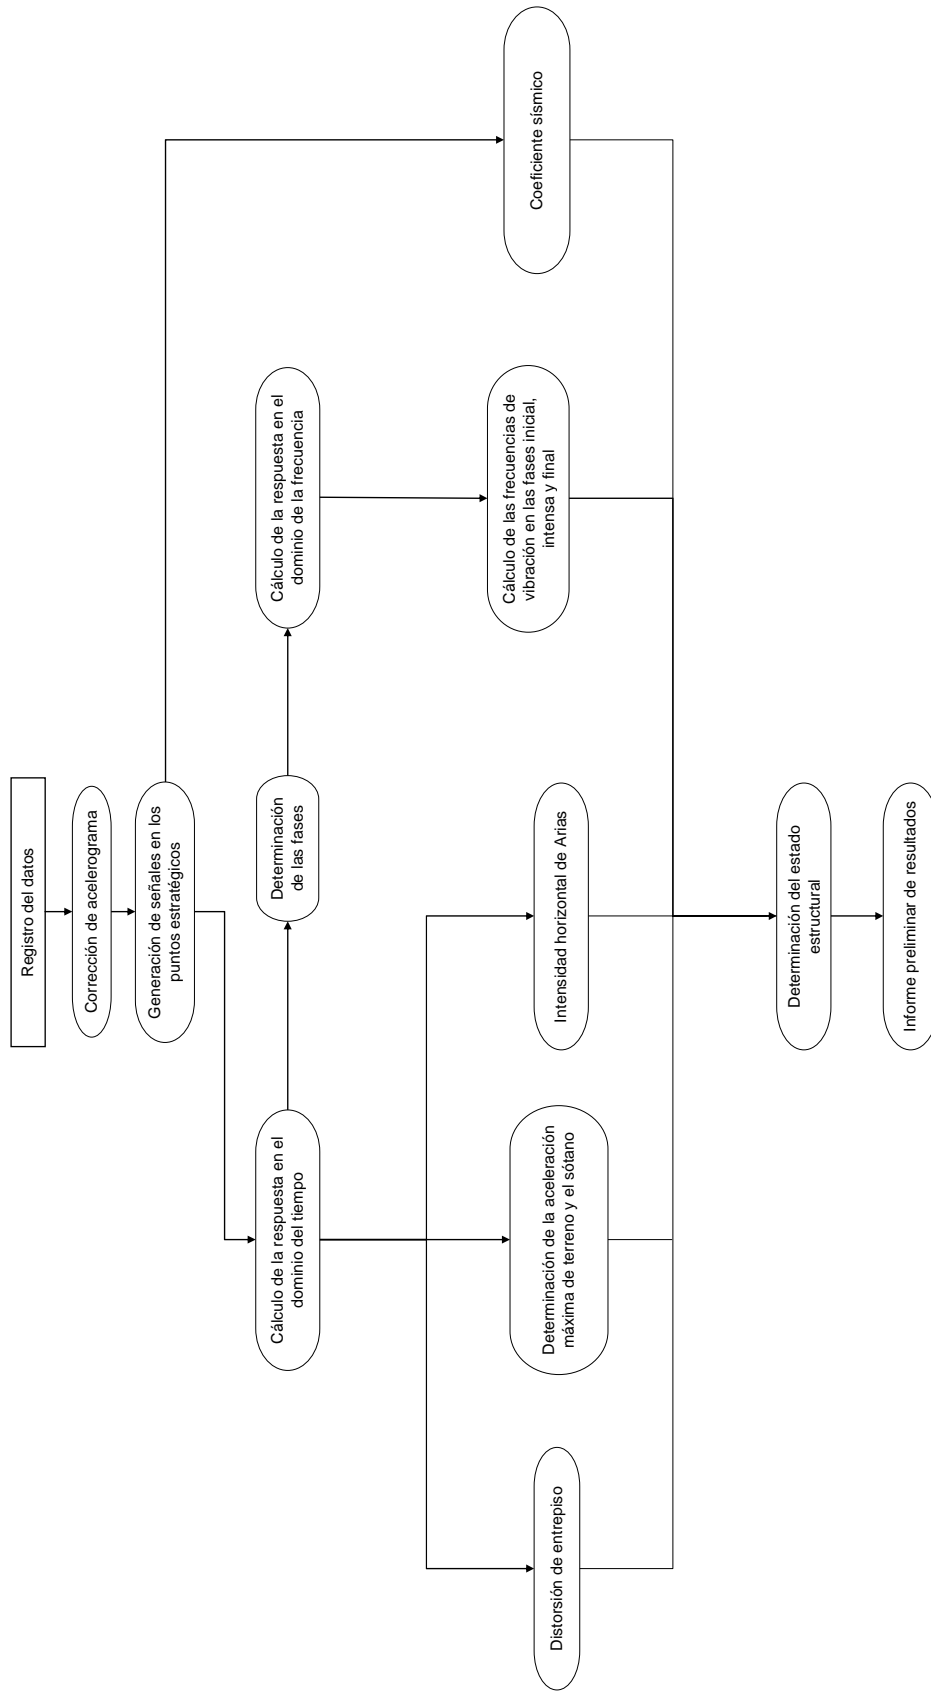 Registro del datos
Corrección de acelerograma
Generación de señales en los
puntos estratégicos
Cálculo de la respuesta en el
dominio del tiempo
Determinación
de las fases
Cálculo de la respuesta en el
dominio de la frecuencia
Distorsión de entrepiso
Determinación de la aceleración
máxima de terreno y el sótano
Intensidad horizontal de Arias
Cálculo de las frecuencias de
vibración en las fases inicial,
intensa y final
Coeficiente sísmico
Determinación del estado
estructural
Informe preliminar de resultados